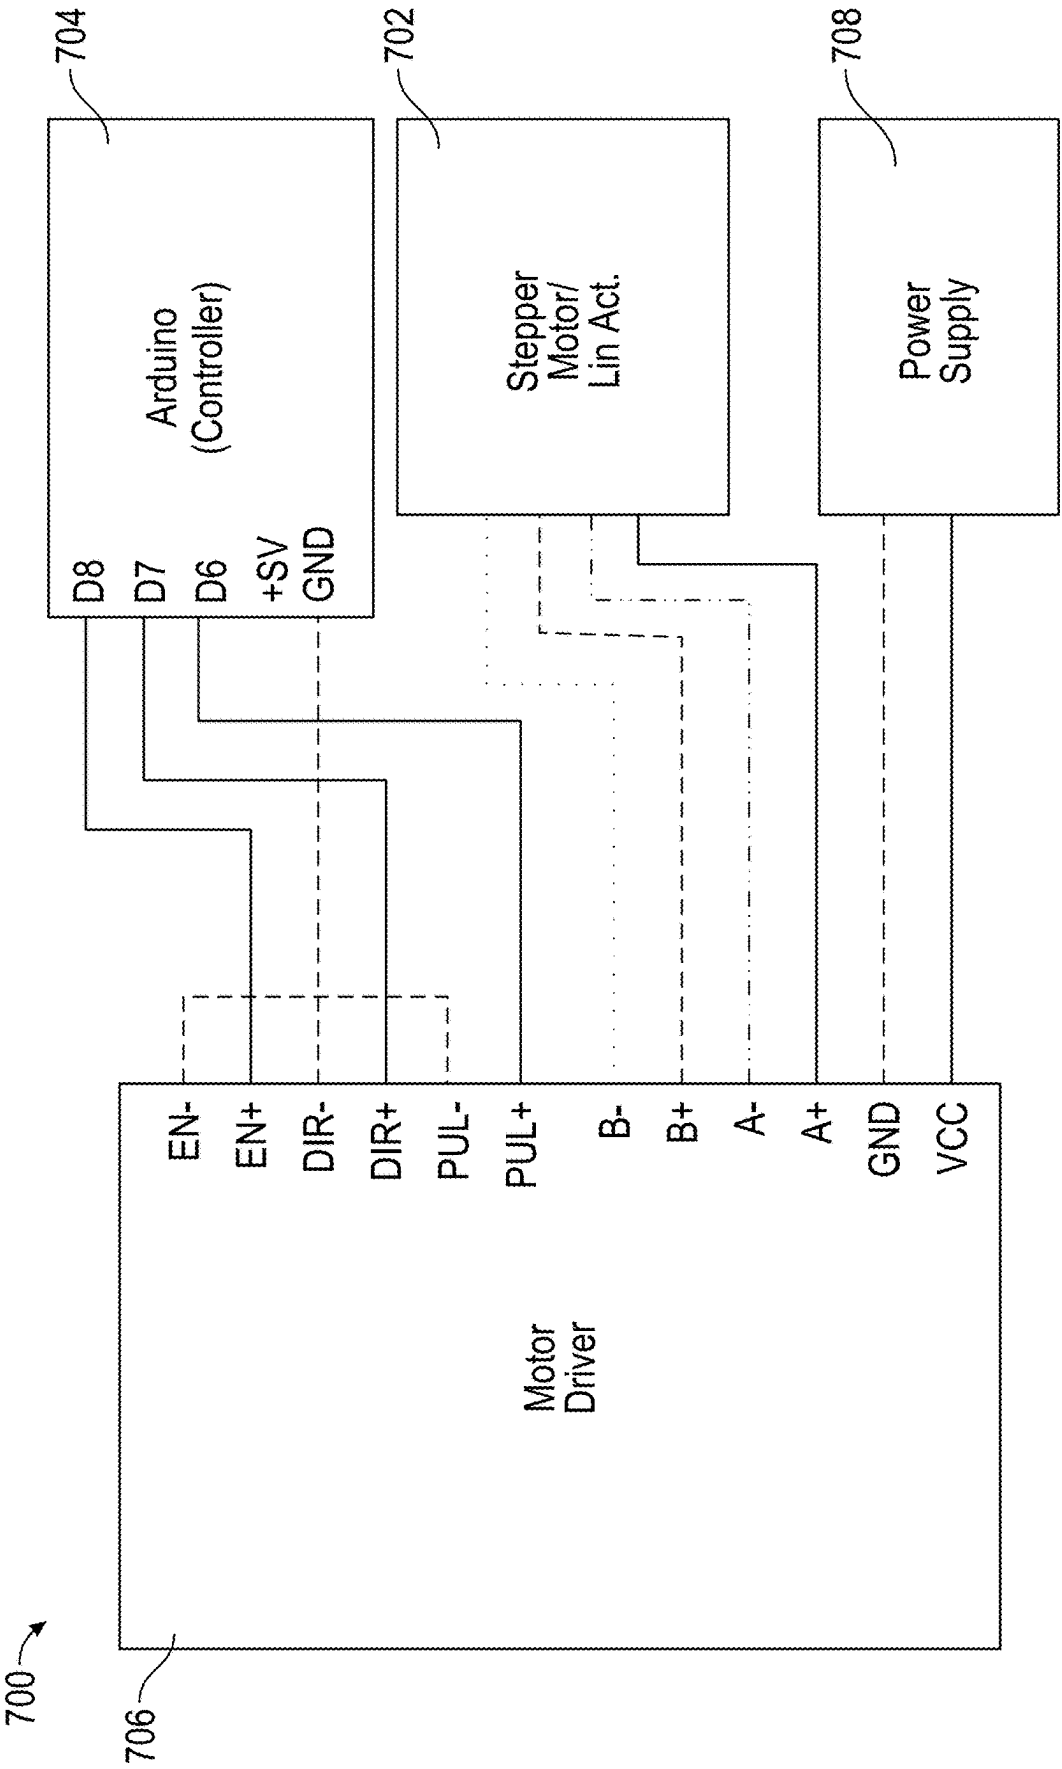 700
706
Motor
Driver
EN-
EN+
DIR-
DIR+
PUL-
PUL+
B-
B+
A-
A+
GND
VCC
704
Arduino
(Controller)
D8
D7
D6
+SV
GND
702
Stepper
Motor/
Lin Act.
708
Power
Supply